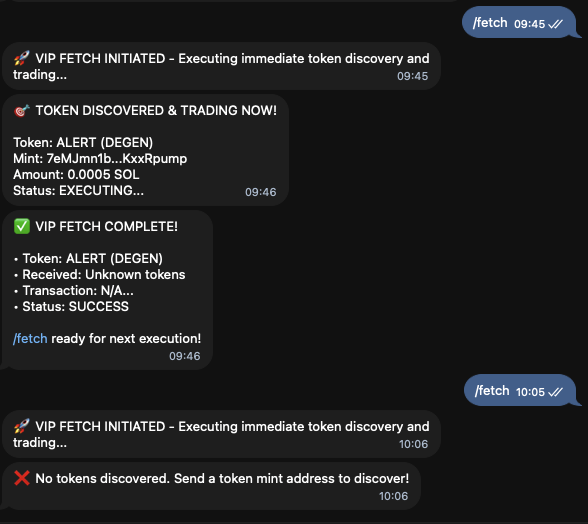 /fetch 09:45
🚀 VIP FETCH INITIATED - Executing immediate token discovery and
trading...
09:45
🎯 TOKEN DISCOVERED & TRADING NOW!
Token: ALERT (DEGEN)
Mint: 7eMJmn1b...KxxRpump
Amount: 0.0005 SOL
Status: EXECUTING...
09:46
✅ VIP FETCH COMPLETE!
• Token: ALERT (DEGEN)
• Received: Unknown tokens
• Transaction: N/A...
• Status: SUCCESS
/fetch ready for next execution!
09:46
/fetch 10:05
🚀 VIP FETCH INITIATED - Executing immediate token discovery and
trading...
10:06
❌ No tokens discovered. Send a token mint address to discover!
10:06